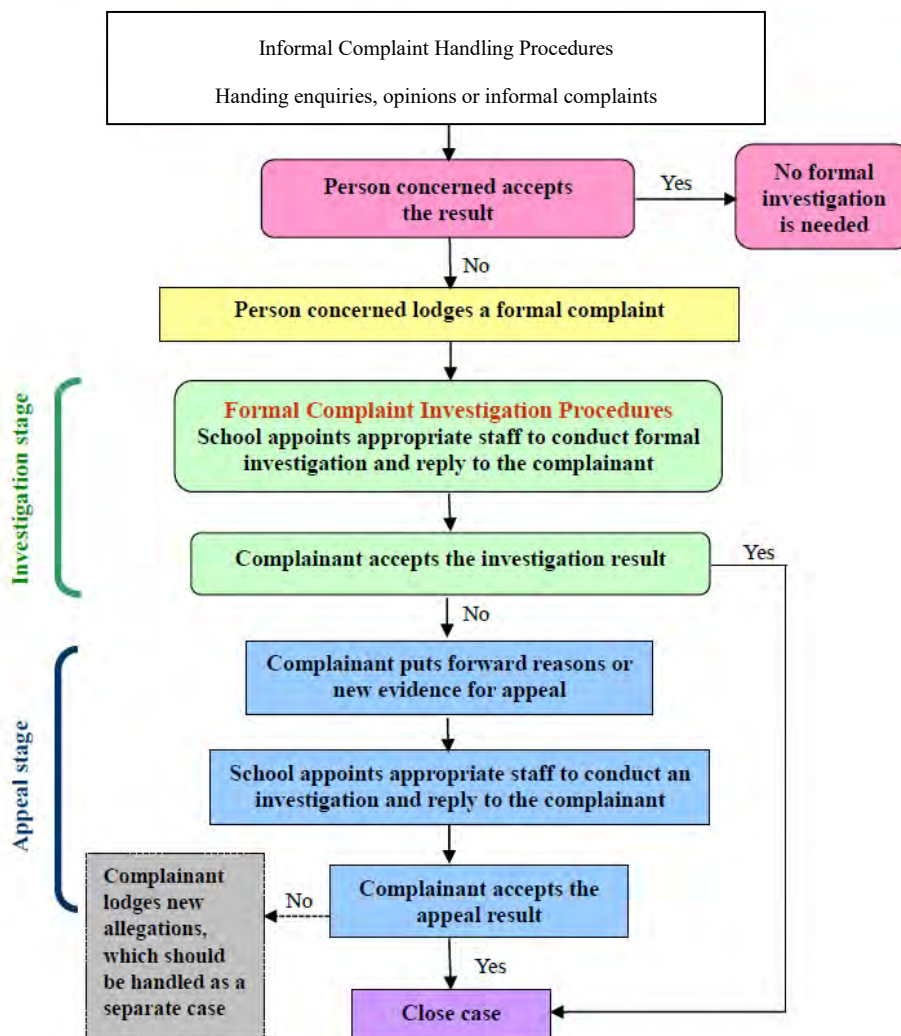 Informal Complaint Handling Procedures
Handing enquiries, opinions or informal complaints
Person concerned accepts
the result
Yes
No formal
investigation
is needed
No
Person concerned lodges a formal complaint
Investigation stage
Formal Complaint Investigation Procedures
School appoints appropriate staff to conduct formal
investigation and reply to the complainant
Complainant accepts the investigation result
Yes
No
Appeal stage
Complainant puts forward reasons or
new evidence for appeal
School appoints appropriate staff to conduct an
investigation and reply to the complainant
Complainant accepts the
appeal result
No
Complainant
lodges new
allegations,
which should
be handled as a
separate case
Yes
Close case